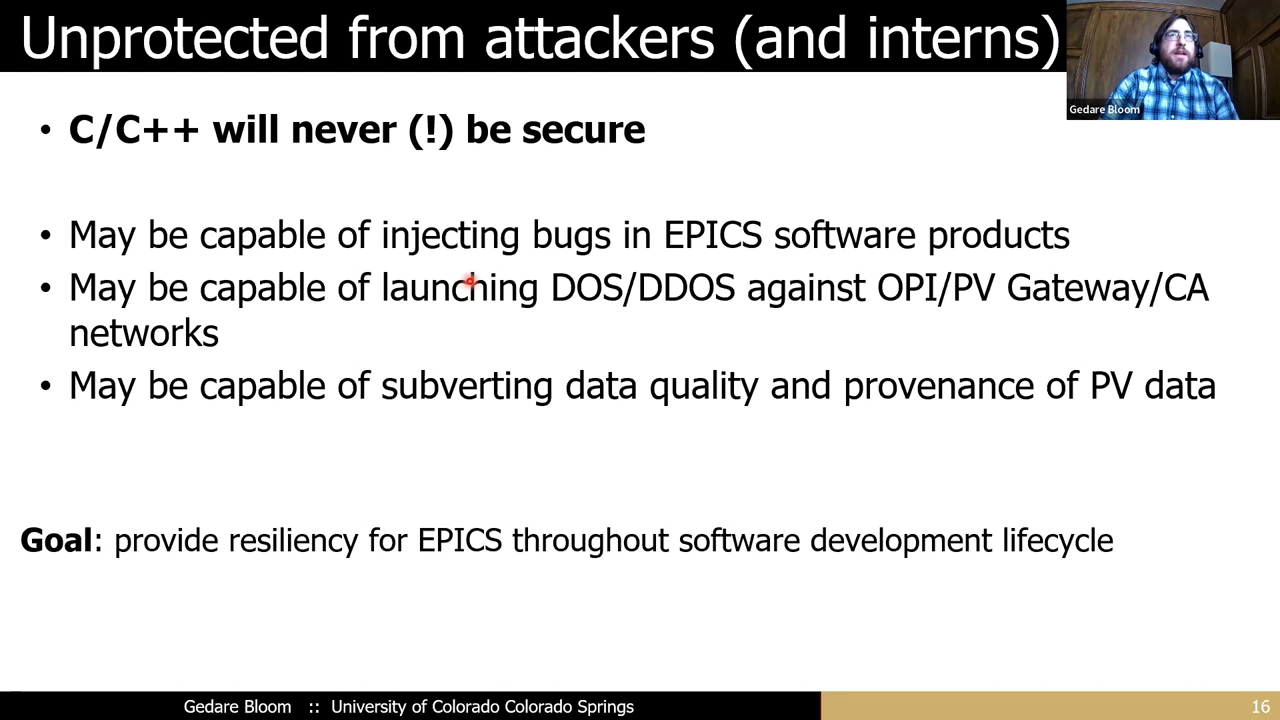 Unprotected from attackers (and interns)
Gedare Bloom
• C/C++ will never (!) be secure
• May be capable of injecting bugs in EPICS software products
• May be capable of launching DOS/DDOS against OPI/PV Gateway/CA
networks
• May be capable of subverting data quality and provenance of PV data
Goal: provide resiliency for EPICS throughout software development lifecycle
Gedare Bloom :: University of Colorado Colorado Springs
16